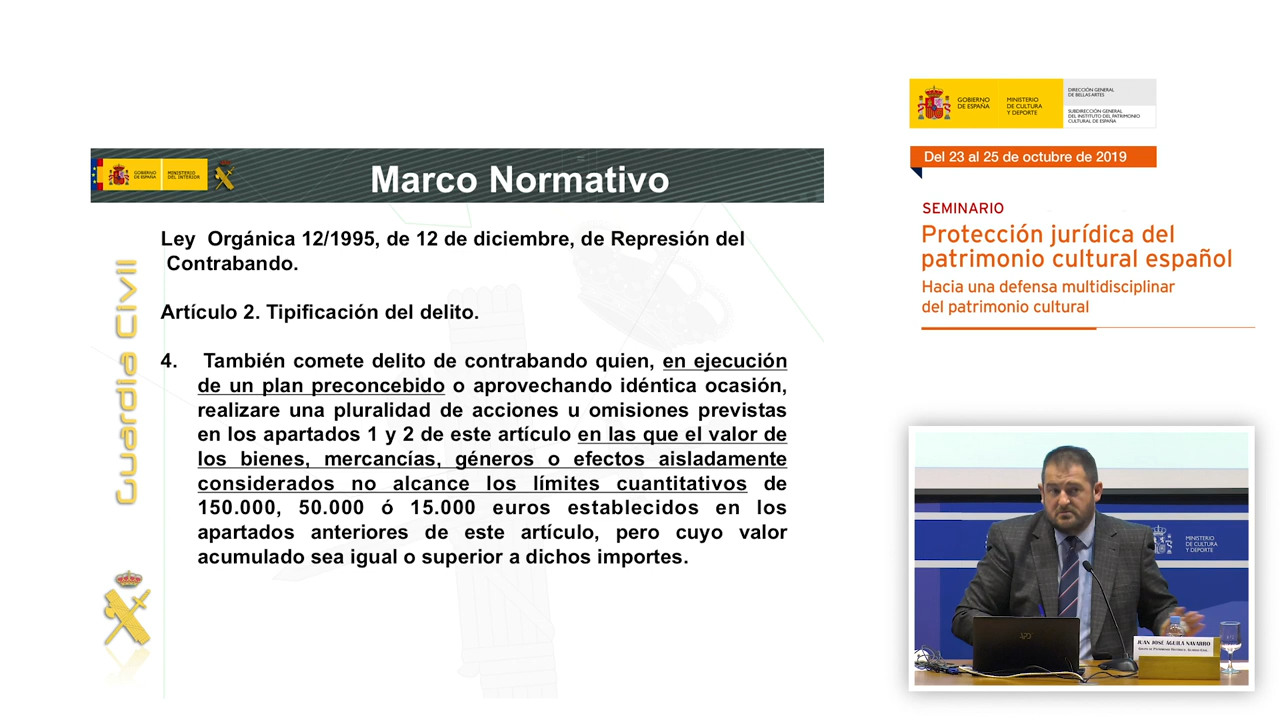 GOBIERNO
DE ESPAÑA
MINISTERIO
DEL INTERIOR
Marco Normativo
Guardia Civil
Ley Orgánica 12/1995, de 12 de diciembre, de Represión del
Contrabando.
Artículo 2. Tipificación del delito.
4. También comete delito de contrabando quien, en ejecución
de un plan preconcebido o aprovechando idéntica ocasión,
realizare una pluralidad de acciones u omisiones previstas
en los apartados 1 y 2 de este artículo en las que el valor de
los bienes, mercancías, géneros o efectos aisladamente
considerados no alcance los límites cuantitativos de
150.000, 50.000 ó 15.000 euros establecidos en los
apartados anteriores de este artículo, pero cuyo valor
acumulado sea igual o superior a dichos importes.
GOBIERNO
DE ESPAÑA
MINISTERIO
DE CULTURA
Y DEPORTE
DIRECCIÓN GENERAL
DE BELLAS ARTES
SUBDIRECCIÓN GENERAL
DEL INSTITUTO DEL PATRIMONIO
CULTURAL DE ESPAÑA
Del 23 al 25 de octubre de 2019
SEMINARIO
Protección jurídica del
patrimonio cultural español
Hacia una defensa multidisciplinar
del patrimonio cultural
MINISTERIO
DE CULTURA
Y DEPORTE
JUAN JOSÉ ÁGUILA NAVARRO